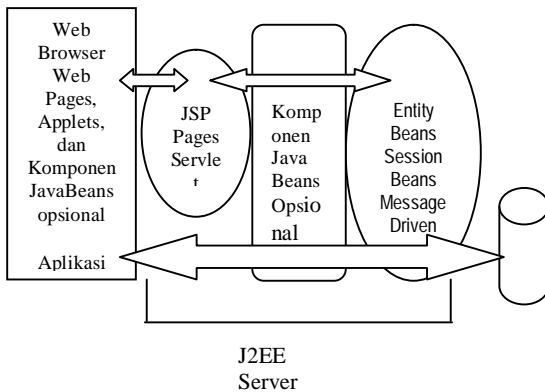 Web
Browser
Web
Pages,
Applets,
dan
Komponen
JavaBeans
opsional
Aplikasi
JSP
Pages
Servle
t
Komp
onen
Java
Beans
Opsio
nal
Entity
Beans
Session
Beans
Message
Driven
J2EE
Server